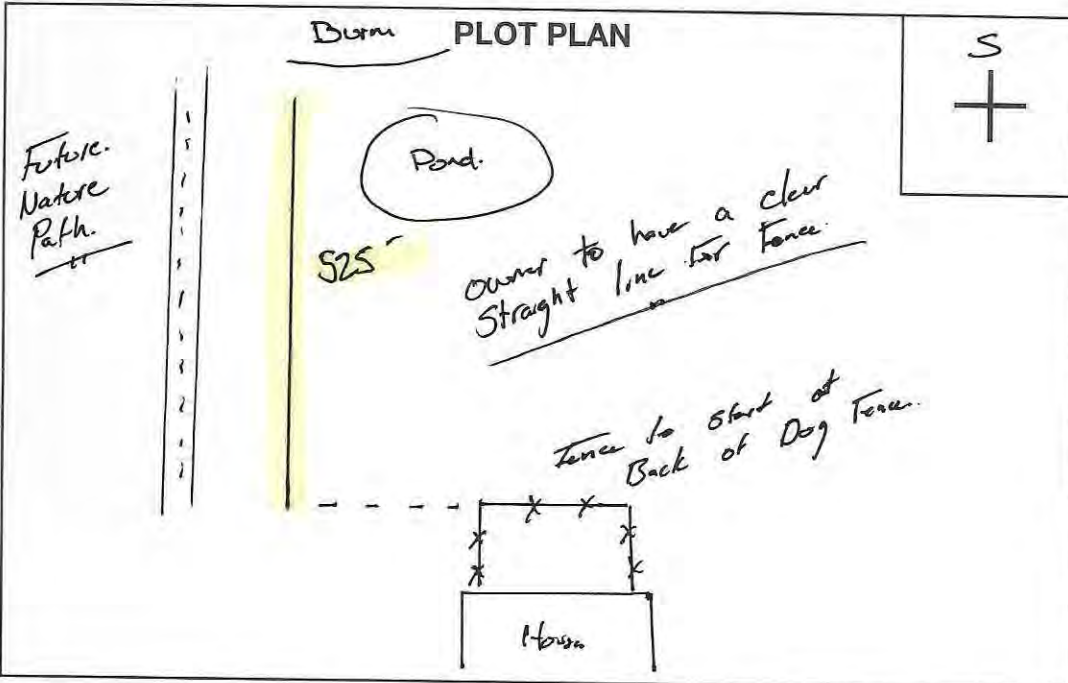 Burm
PLOT PLAN
S
Future.
Nature
Path.
Pond.
525'
owner to have a clear
Straight line for Fence.
Fence to start at
Back of Dog Fence.
House